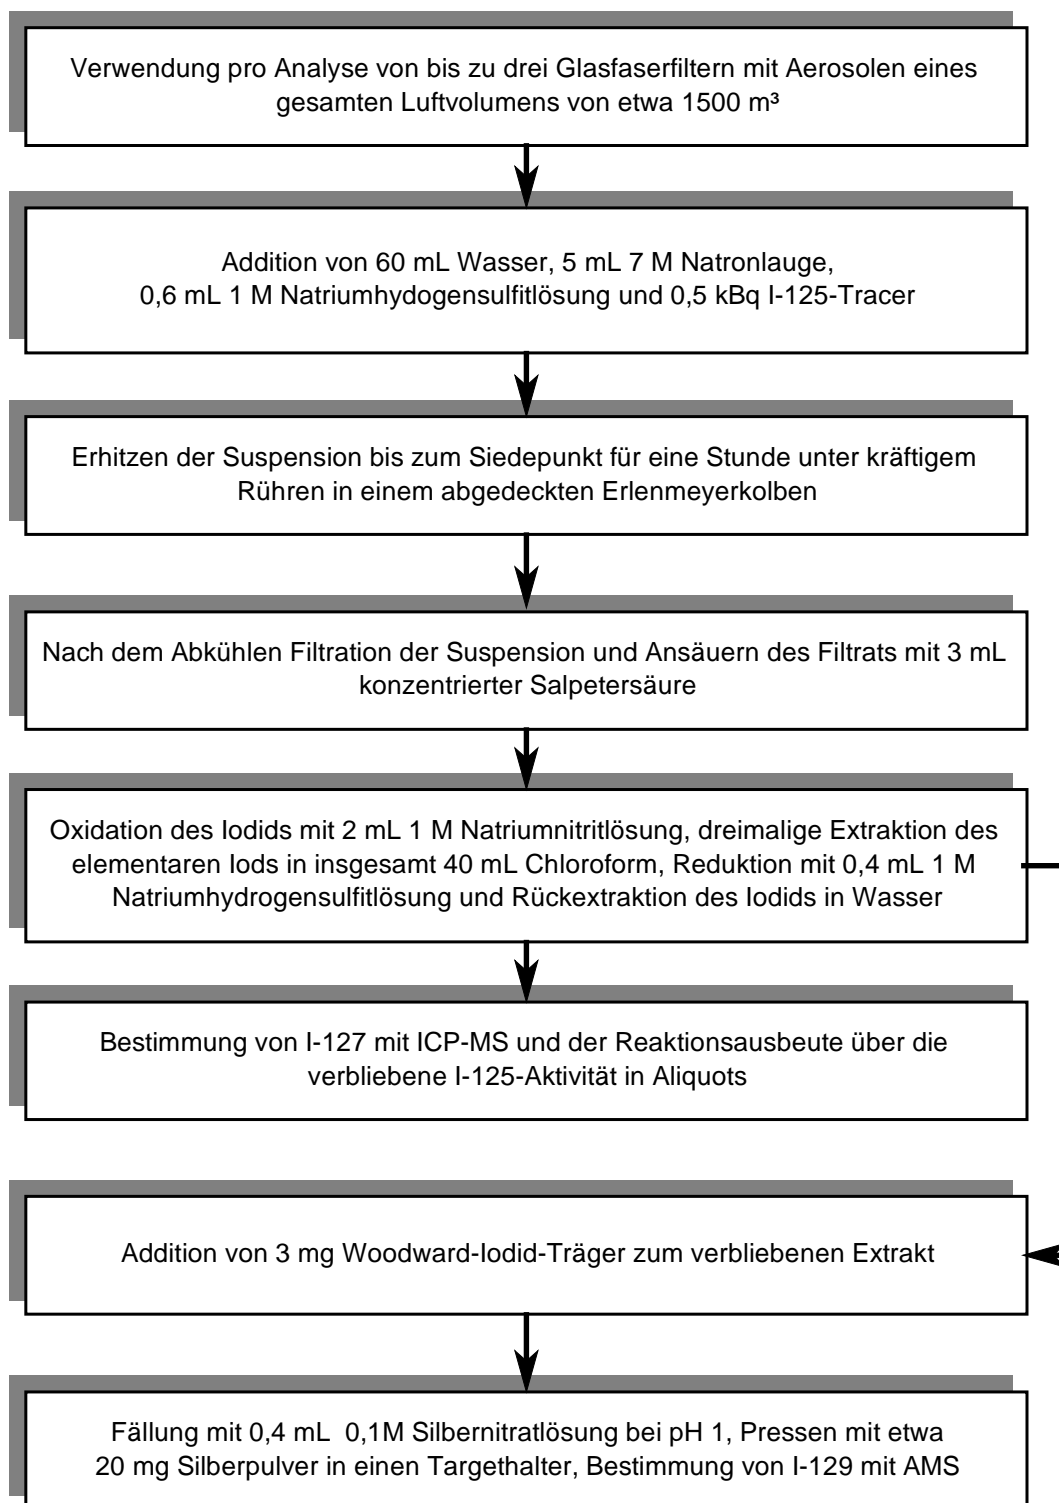 Verwendung pro Analyse von bis zu drei Glasfaserfiltern mit Aerosolen eines
gesamten Luftvolumens von etwa 1500 m³
Addition von 60 mL Wasser, 5 mL 7 M Natronlauge,
0,6 mL 1 M Natriumhydogensulfitlösung und 0,5 kBq I-125-Tracer
Erhitzen der Suspension bis zum Siedepunkt für eine Stunde unter kräftigem
Rühren in einem abgedeckten Erlenmeyerkolben
Nach dem Abkühlen Filtration der Suspension und Ansäuern des Filtrats mit 3 mL
konzentrierter Salpetersäure
Oxidation des Iodids mit 2 mL 1 M Natriumnitritlösung, dreimalige Extraktion des
elementaren Iods in insgesamt 40 mL Chloroform, Reduktion mit 0,4 mL 1 M
Natriumhydrogensulfitlösung und Rückextraktion des Iodids in Wasser
Bestimmung von I-127 mit ICP-MS und der Reaktionsausbeute über die
verbliebene I-125-Aktivität in Aliquots
Addition von 3 mg Woodward-Iodid-Träger zum verbliebenen Extrakt
Fällung mit 0,4 mL 0,1M Silbernitratlösung bei pH 1, Pressen mit etwa
20 mg Silberpulver in einen Targethalter, Bestimmung von I-129 mit AMS